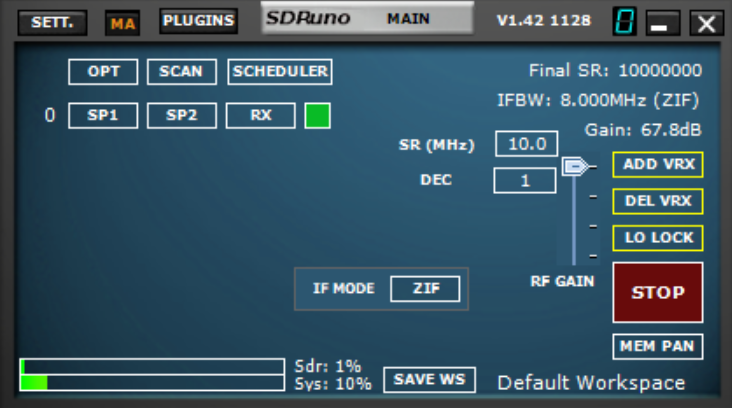 SETT. MA PLUGINS SDRuno MAIN V1.42 1128 0
OPT SCAN SCHEDULER Final SR: 10000000
IFBW: 8.000MHz (ZIF)
0 SP1 SP2 RX
Gain: 67.8dB
SR (MHz) 10.0
ADD VRX
DEC 1
DEL VRX
LO LOCK
IF MODE ZIF RF GAIN STOP
MEM PAN
Sdr: 1%
Sys: 10% SAVE WS Default Workspace